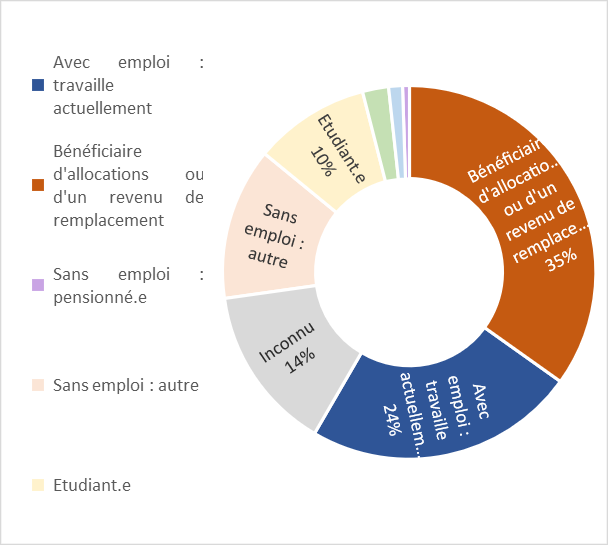 Avec emploi :
travaille
actuellement
Bénéficiaire
d'allocations ou
d'un revenu de
remplacement
Sans emploi :
pensionné.e
Sans emploi : autre
Etudiant.e
Etudiant.e
10%
Sans
emploi :
autre
Inconnu
14%
Avec
emploi :
travaille
actuellem...
24%
Bénéficiair
d'allocatio...
ou d'un
revenu de
remplace...
35%